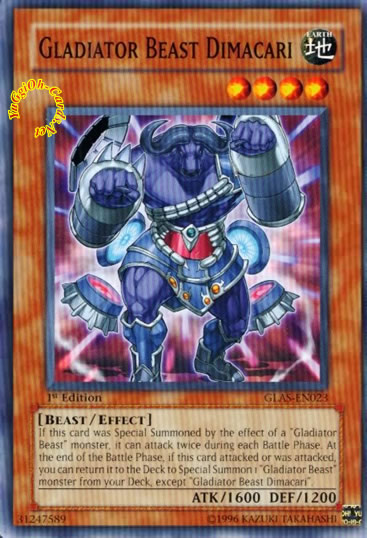 GLADIATOR BEAST DIMACARI
EARTH
地
YuGgiOh-Cards.Net
1st Edition
GLAS-EN023
[BEAST / EFFECT]
If this card was Special Summoned by the effect of a "Gladiator
Beast" monster, it can attack twice during each Battle Phase. At
the end of the Battle Phase, if this card attacked or was attacked,
you can return it to the Deck to Special Summon 1 "Gladiator Beast"
monster from your Deck, except "Gladiator Beast Dimacari".
ATK/1600 DEF/1200
31247589
©1996 KAZUKI TAKAHASHI